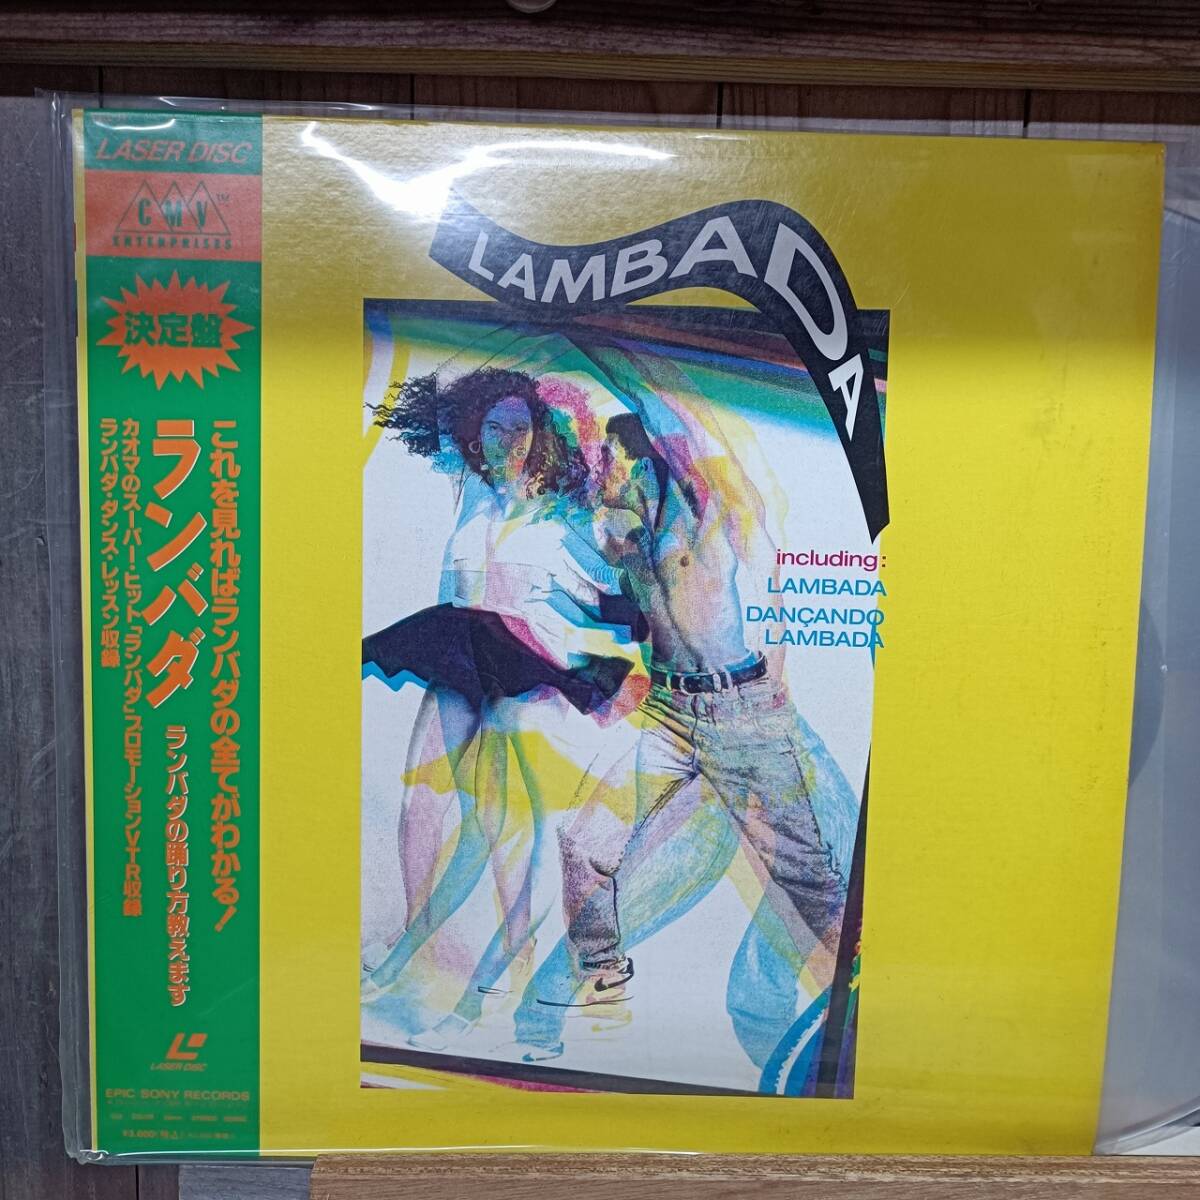 LASER DISC
CMV™
ENTERPRISES
決定盤
これを見ればランバダの全てがわかる!
ランバダ ランバダの踊り方教えます
カオマのスーパー・ヒット「ランバダ」プロモーションVTR収録
ランバダ・ダンス・レッスン収録
LASER DISC
EPIC SONY RECORDS
LAMBADA
including:
LAMBADA
DANÇANDO
LAMBADA